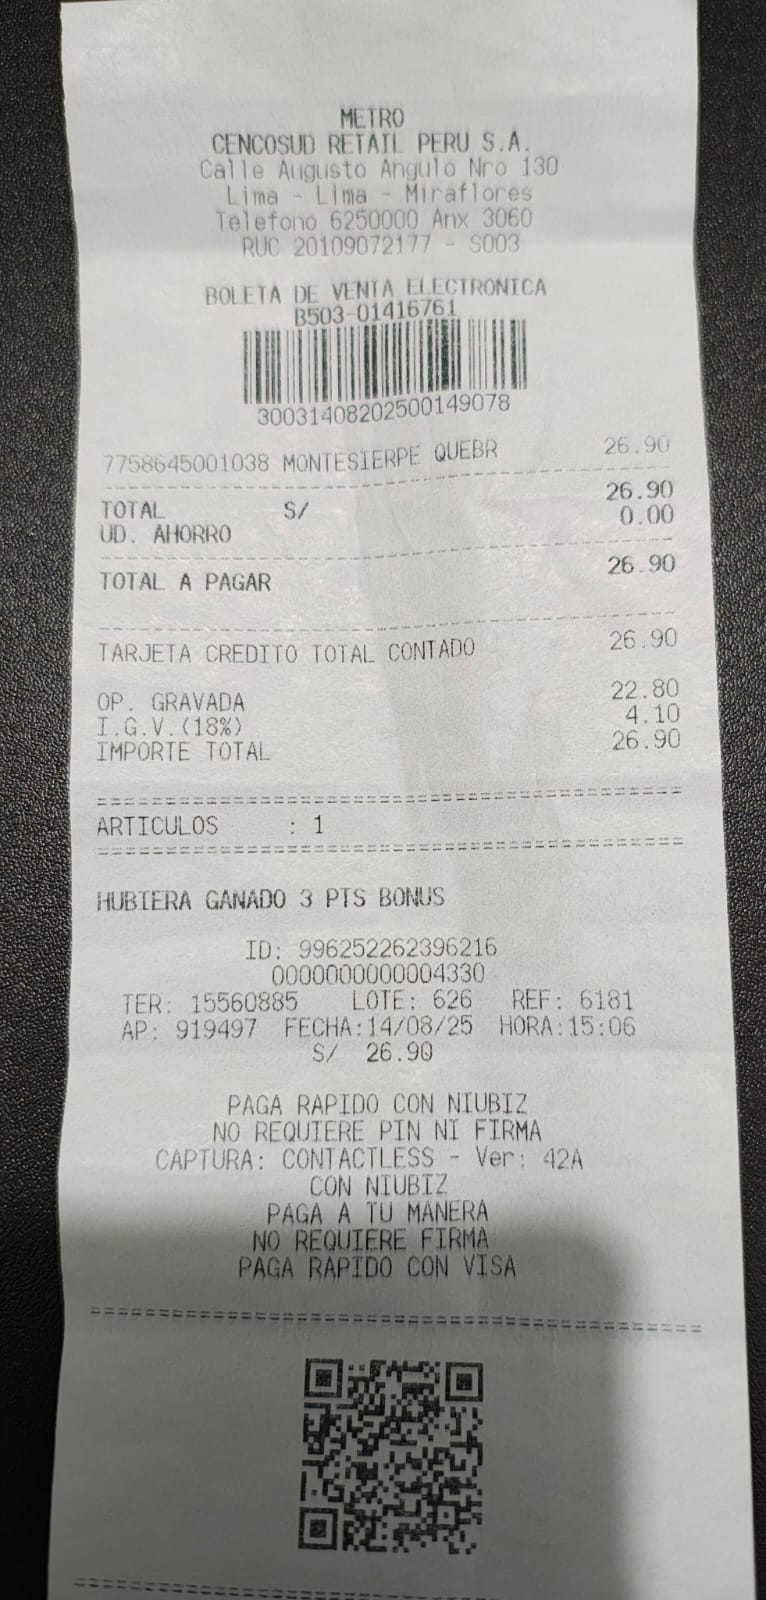 METRO
CENCOSUD RETAIL PERU S.A.
Calle Augusto Angulo Nro 130
Lima - Lima - Miraflores
Telefono 6250000 Anx 3060
RUC 20109072177 - S003
BOLETA DE VENTA ELECTRONICA
B503-01416761
30031408202500149078
7758645001038 MONTESIERPE QUEBR 26.90
TOTAL S/ 26.90
UD. AHORRO 0.00
TOTAL A PAGAR 26.90
TARJETA CREDITO TOTAL CONTADO 26.90
OP. GRAVADA 22.80
I.G.V.(18%) 4.10
IMPORTE TOTAL 26.90
ARTICULOS : 1
HUBIERA GANADO 3 PTS BONUS
ID: 996252262396216
0000000000004330
TER: 15560885 LOTE: 626 REF: 6181
AP: 919497 FECHA:14/08/25 HORA:15:06
S/ 26.90
PAGA RAPIDO CON NIUBIZ
NO REQUIERE PIN NI FIRMA
CAPTURA: CONTACTLESS - Ver: 42A
CON NIUBIZ
PAGA A TU MANERA
NO REQUIERE FIRMA
PAGA RAPIDO CON VISA